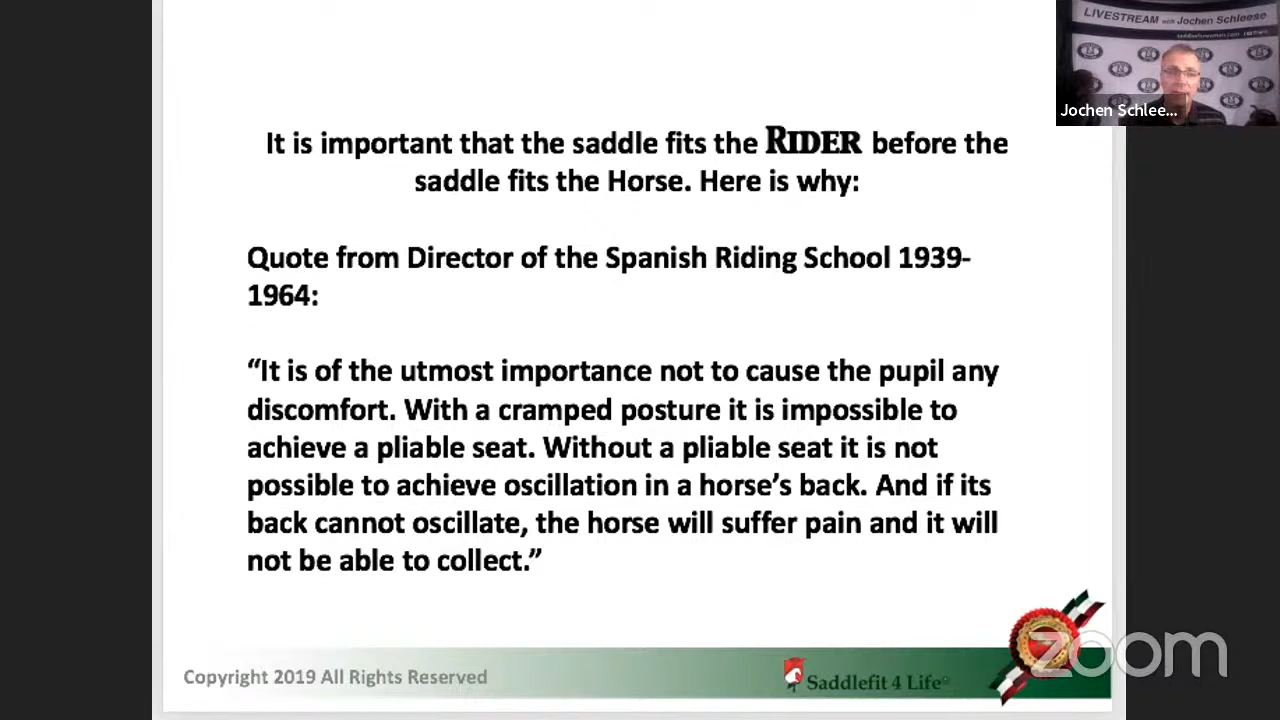 LIVESTREAM with Jochen Schleese
Jochen Schlee...
It is important that the saddle fits the RIDER before the
saddle fits the Horse. Here is why:
Quote from Director of the Spanish Riding School 1939-
1964:
“It is of the utmost importance not to cause the pupil any
discomfort. With a cramped posture it is impossible to
achieve a pliable seat. Without a pliable seat it is not
possible to achieve oscillation in a horse’s back. And if its
back cannot oscillate, the horse will suffer pain and it will
not be able to collect.”
Copyright 2019 All Rights Reserved
Saddlefit 4 Life
zoom